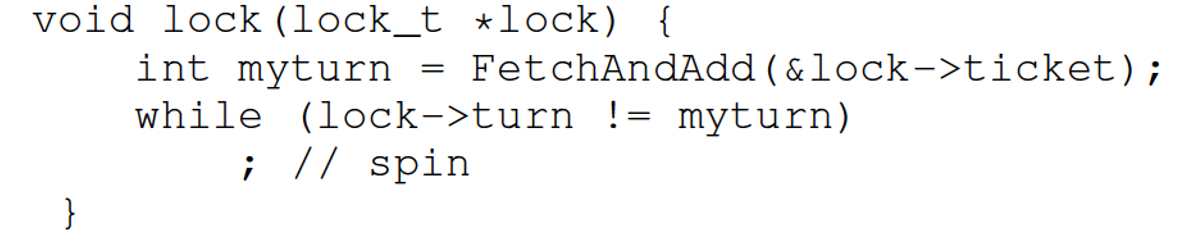 void lock(lock_t *lock) {
    int myturn = FetchAndAdd(&lock->ticket);
    while (lock->turn != myturn)
        ; // spin
}